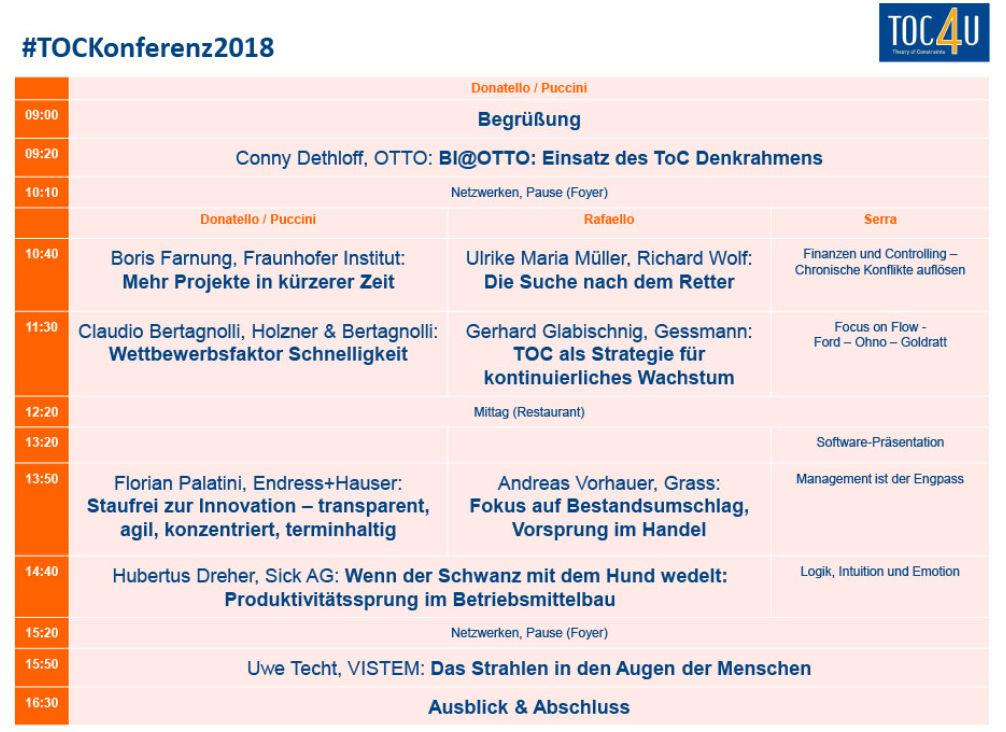 #TOCKonferenz2018
TOC4U
Theory of Constraints
Donatello / Puccini
09:00
Begrüßung
09:20
Conny Dethloff, OTTO: BI@OTTO: Einsatz des ToC Denkrahmens
10:10
Netzwerken, Pause (Foyer)
Donatello / Puccini
Rafaello
Serra
10:40
Boris Farnung, Fraunhofer Institut:
Mehr Projekte in kürzerer Zeit
Ulrike Maria Müller, Richard Wolf:
Die Suche nach dem Retter
Finanzen und Controlling –
Chronische Konflikte auflösen
11:30
Claudio Bertagnolli, Holzner & Bertagnolli:
Wettbewerbsfaktor Schnelligkeit
Gerhard Glabischnig, Gessmann:
TOC als Strategie für
kontinuierliches Wachstum
Focus on Flow -
Ford – Ohno – Goldratt
12:20
Mittag (Restaurant)
13:20
Software-Präsentation
13:50
Florian Palatini, Endress+Hauser:
Staufrei zur Innovation – transparent,
agil, konzentriert, terminhaltig
Andreas Vorhauer, Grass:
Fokus auf Bestandsumschlag,
Vorsprung im Handel
Management ist der Engpass
14:40
Hubertus Dreher, Sick AG: Wenn der Schwanz mit dem Hund wedelt:
Produktivitätssprung im Betriebsmittelbau
Logik, Intuition und Emotion
15:20
Netzwerken, Pause (Foyer)
15:50
Uwe Techt, VISTEM: Das Strahlen in den Augen der Menschen
16:30
Ausblick & Abschluss